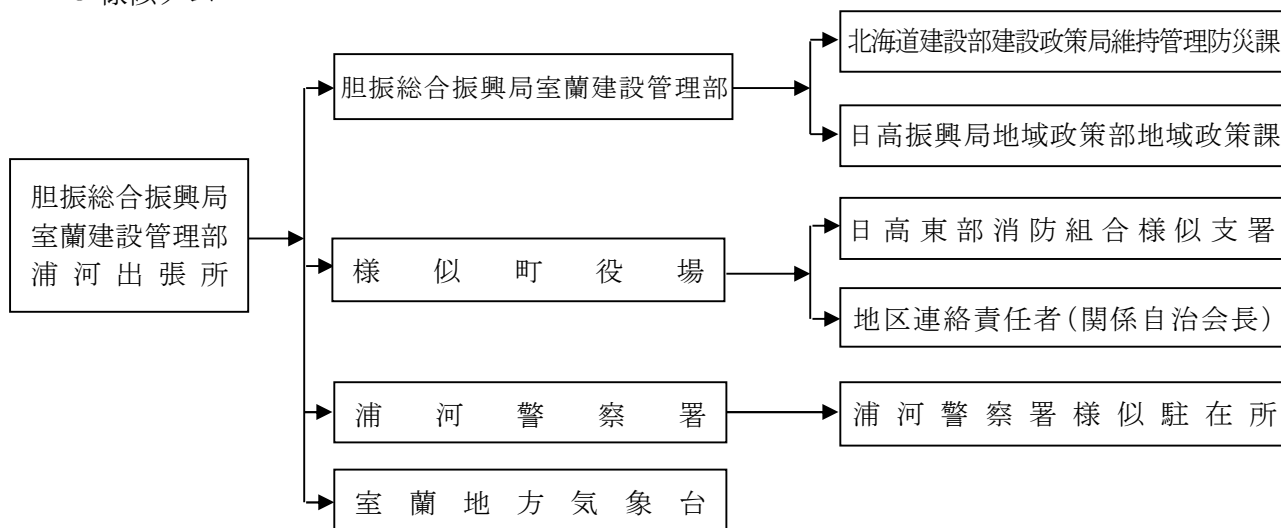 北海道建設部建設政策局維持管理防災課
胆振総合振興局室蘭建設管理部
日高振興局地域政策部地域政策課
胆振総合振興局
室蘭建設管理部
浦河出張所
日高東部消防組合様似支署
様似町役場
地区連絡責任者(関係自治会長)
浦河警察署
浦河警察署様似駐在所
室蘭地方気象台